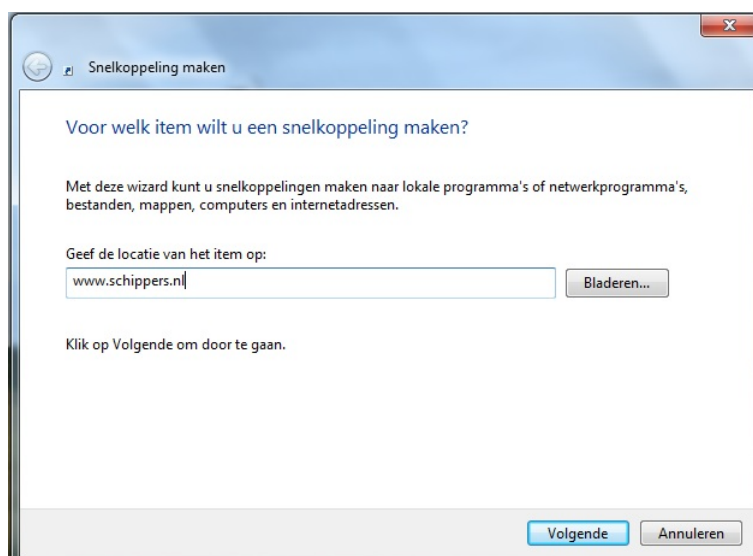 Snelkoppeling maken
Voor welk item wilt u een snelkoppeling maken?
Met deze wizard kunt u snelkoppelingen maken naar lokale programma's of netwerkprogramma's,
bestanden, mappen, computers en internetadressen.
Geef de locatie van het item op:
www.schippers.nl
Bladeren...
Klik op Volgende om door te gaan.
Volgende
Annuleren